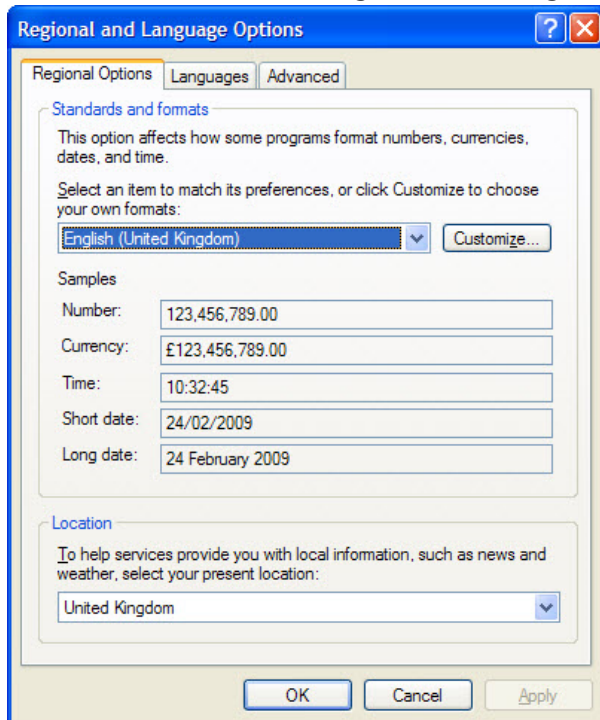 Regional and Language Options
Regional Options Languages Advanced
Standards and formats
This option affects how some programs format numbers, currencies,
dates, and time.
Select an item to match its preferences, or click Customize to choose
your own formats:
English (United Kingdom) Customize...
Samples
Number: 123,456,789.00
Currency: £123,456,789.00
Time: 10:32:45
Short date: 24/02/2009
Long date: 24 February 2009
Location
To help services provide you with local information, such as news and
weather, select your present location:
United Kingdom
OK Cancel Apply